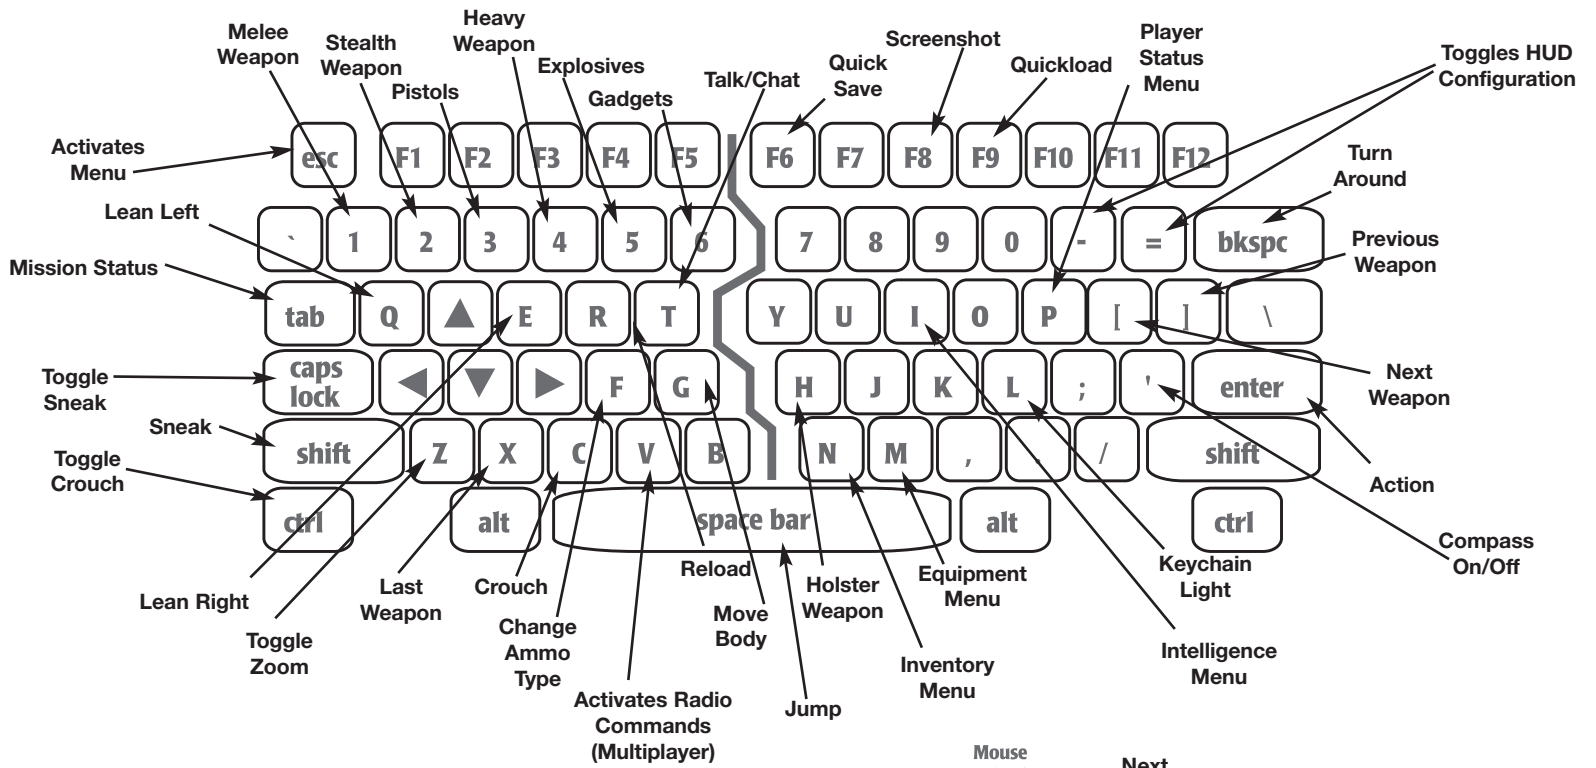 Heavy
Weapon
Melee
Weapon
Stealth
Weapon
Pistols
Explosives
Gadgets
Talk/Chat
Quick
Save
Screenshot
Quickload
Player
Status
Menu
Toggles HUD
Configuration
Activates
Menu
esc F1 F2 F3 F4 F5 F6 F7 F8 F9 F10 F11 F12
Turn
Around
Lean Left
` 1 2 3 4 5 6 7 8 9 0 - = bkspc
Previous
Weapon
Mission Status
tab Q ▲ E R T Y U I O P [ ] \
Toggle
Sneak
caps
lock ◀ ▼ ▶ F G H J K L ; ' enter
Next
Weapon
Sneak
shift Z X C V B N M , . / shift
Toggle
Crouch
Action
ctrl alt space bar alt ctrl
Compass
On/Off
Lean Right
Toggle
Zoom
Last
Weapon
Crouch
Change
Ammo
Type
Activates Radio
Commands
(Multiplayer)
Reload
Move
Body
Jump
Holster
Weapon
Equipment
Menu
Inventory
Menu
Keychain
Light
Intelligence
Menu
Mouse
Next